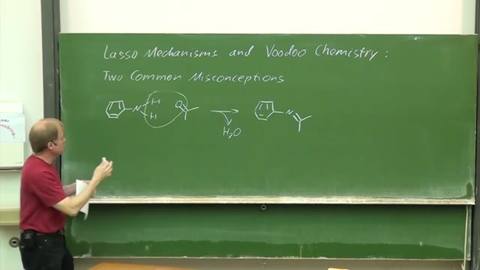 Lasso Mechanisms and Voodoo Chemistry :
Two Common Misconceptions
N H H O → H₂O N